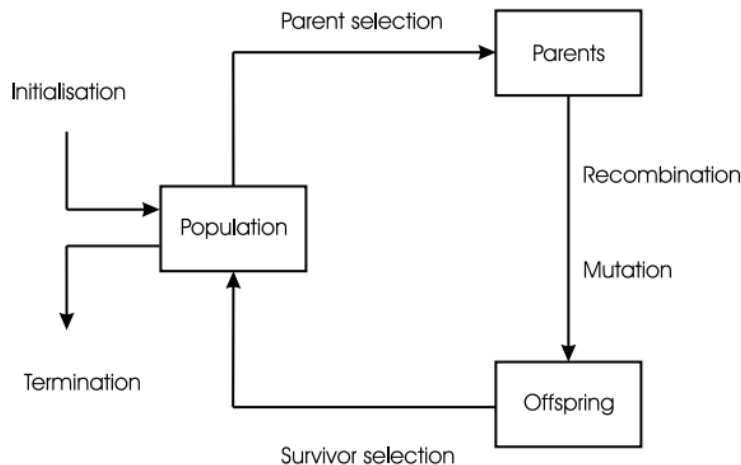 Parent selection
Parents
Initialisation
Recombination
Population
Mutation
Termination
Offspring
Survivor selection